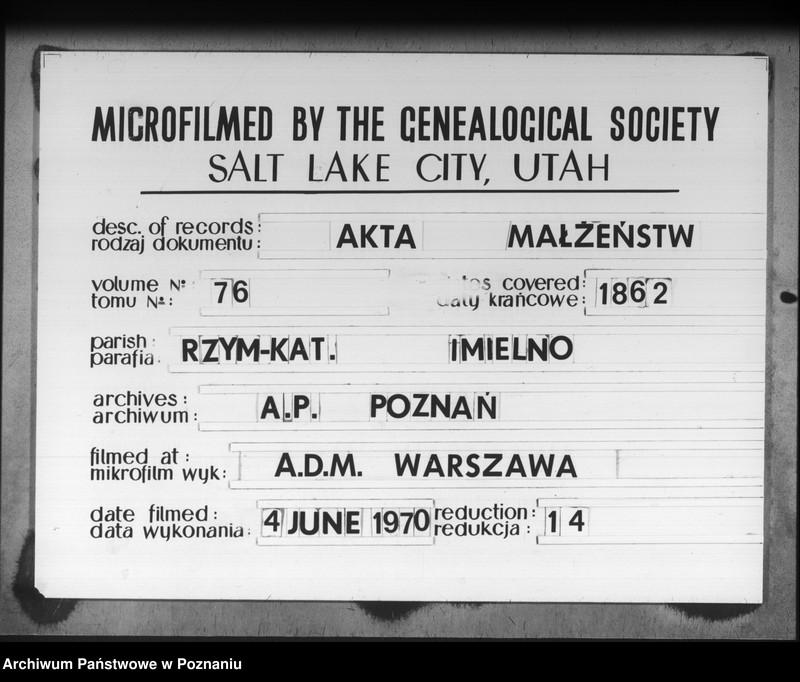 MICROFILMED BY THE GENEALOGICAL SOCIETY
SALT LAKE CITY, UTAH
desc. of records: AKTA MAŁŻEŃSTW
rodzaj dokumentu:
volume Nº: 76 covered: 1862
tomu Nº: daty krańcowe:
parish: RZYM-KAT. IMIELNO
parafia:
archives: A.P. POZNAŃ
archiwum:
filmed at: A.D.M. WARSZAWA
mikrofilm wyk:
date filmed: 4 JUNE 1970 reduction: 14
data wykonania: redukcja:
Archiwum Państwowe w Poznaniu